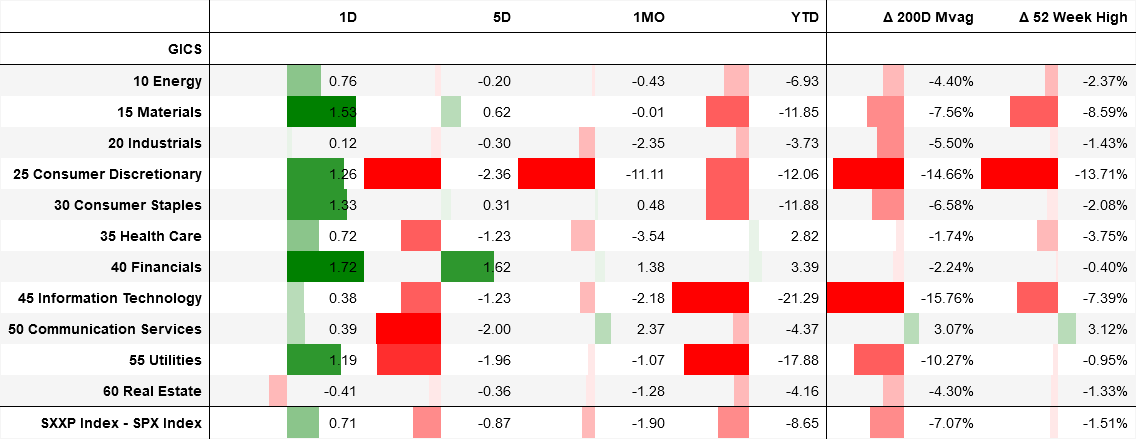 1D 5D 1MO YTD Δ 200D Mvag Δ 52 Week High
GICS
10 Energy 0.76 -0.20 -0.43 -6.93 -4.40% -2.37%
15 Materials 1.53 0.62 -0.01 -11.85 -7.56% -8.59%
20 Industrials 0.12 -0.30 -2.35 -3.73 -5.50% -1.43%
25 Consumer Discretionary 1.26 -2.36 -11.11 -12.06 -14.66% -13.71%
30 Consumer Staples 1.33 0.31 0.48 -11.88 -6.58% -2.08%
35 Health Care 0.72 -1.23 -3.54 2.82 -1.74% -3.75%
40 Financials 1.72 1.62 1.38 3.39 -2.24% -0.40%
45 Information Technology 0.38 -1.23 -2.18 -21.29 -15.76% -7.39%
50 Communication Services 0.39 -2.00 2.37 -4.37 3.07% 3.12%
55 Utilities 1.19 -1.96 -1.07 -17.88 -10.27% -0.95%
60 Real Estate -0.41 -0.36 -1.28 -4.16 -4.30% -1.33%
SXXP Index - SPX Index 0.71 -0.87 -1.90 -8.65 -7.07% -1.51%